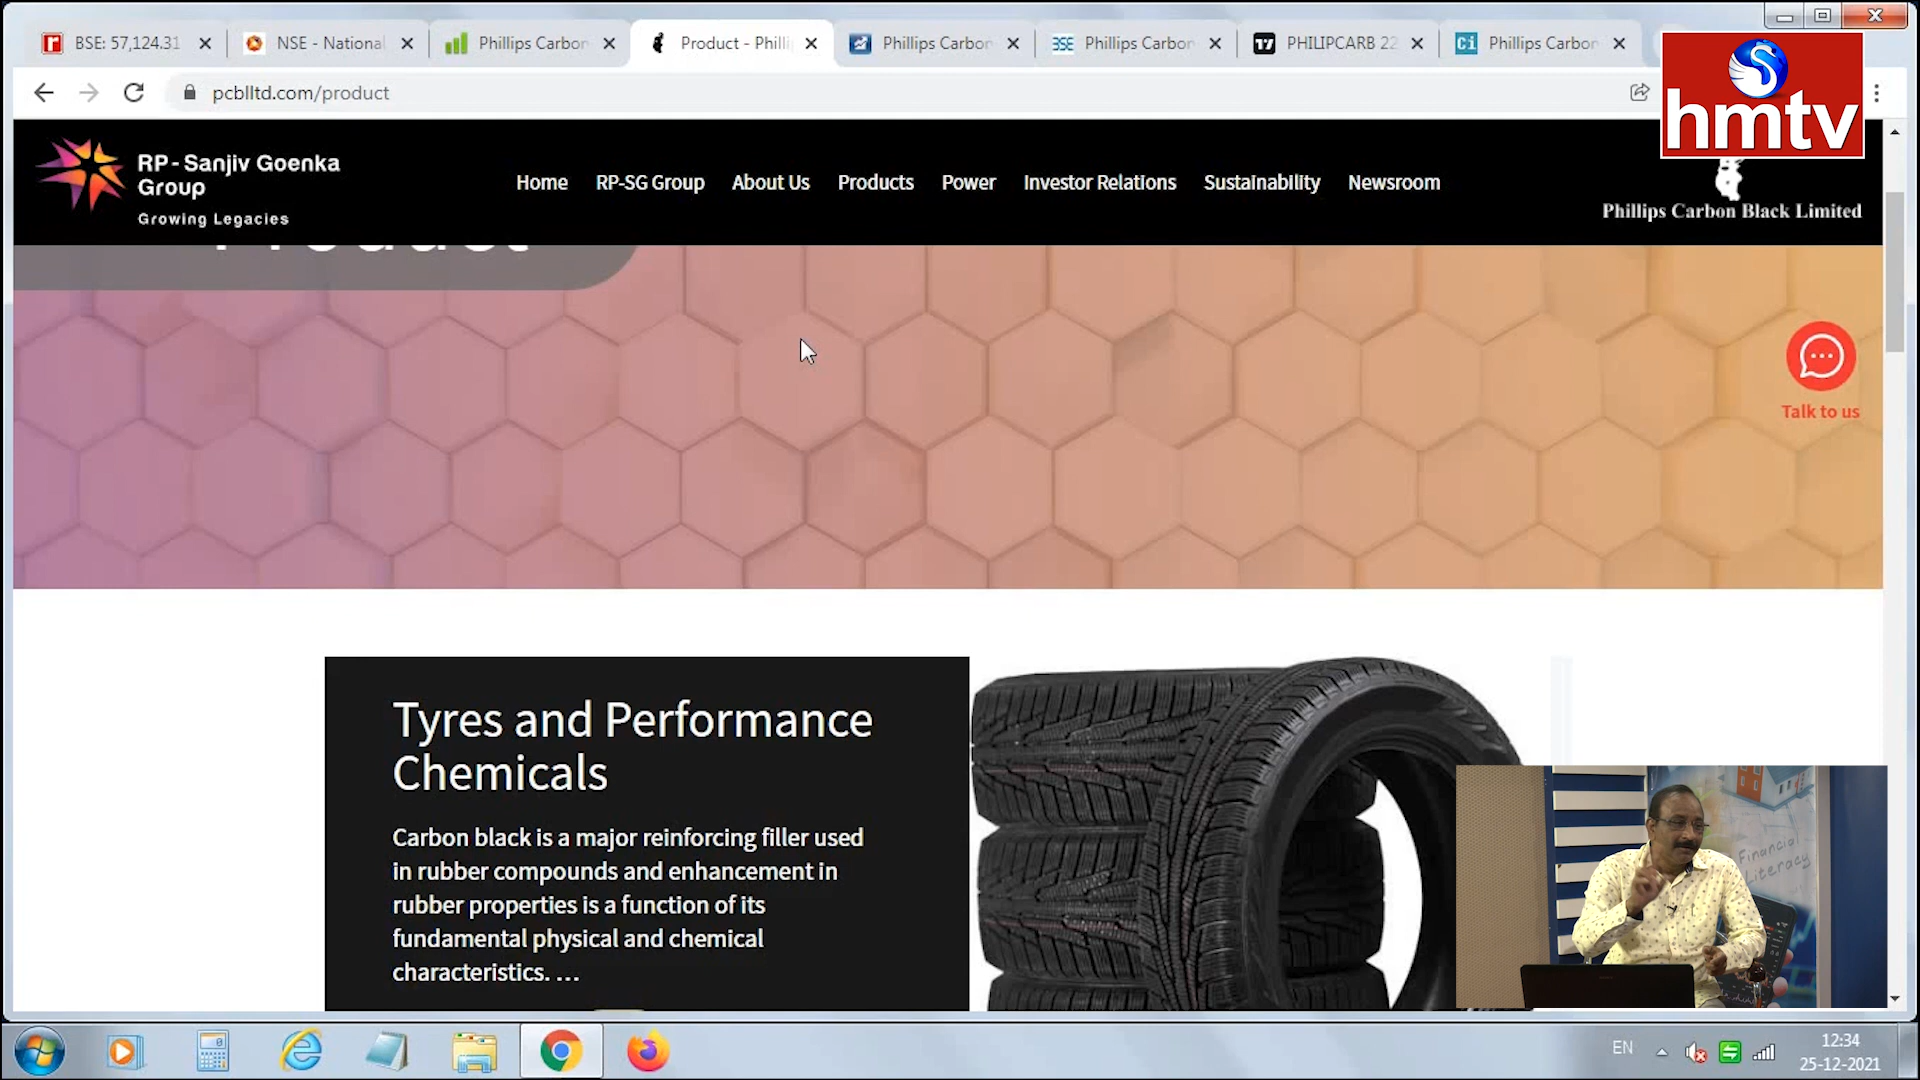 BSE: 57,124.31
NSE - National
Phillips Carbon
Product - Philli
Phillips Carbon
BSE
Phillips Carbon
17
PHILIPCARB 22
Ci
Phillips Carbon
pcblltd.com/product
hmtv
RP - Sanjiv Goenka
Group
Growing Legacies
Home
RP-SG Group
About Us
Products
Power
Investor Relations
Sustainability
Newsroom
Phillips Carbon Black Limited
Product
Talk to us
Tyres and Performance
Chemicals
Carbon black is a major reinforcing filler used
in rubber compounds and enhancement in
rubber properties is a function of its
fundamental physical and chemical
characteristics. ...
Financial
Literacy
EN
12:34
25-12-2021